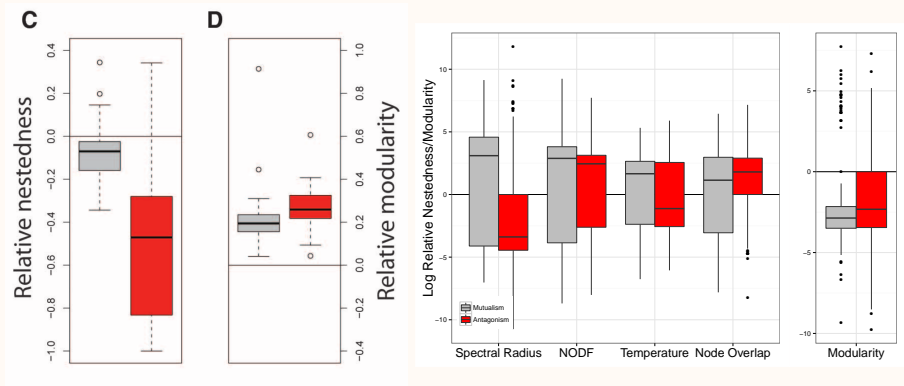 C
D
Relative nestedness
0.4
0.2
0.0
−0.2
−0.4
−0.6
−0.8
−1.0
1.0
0.8
0.6
0.4
0.2
0.0
−0.2
−0.4
Relative modularity
Log Relative Nestedness/Modularity
10
5
0
−5
−10
Mutualism
Antagonism
Spectral Radius
NODF
Temperature
Node Overlap
5
0
−5
−10
Modularity